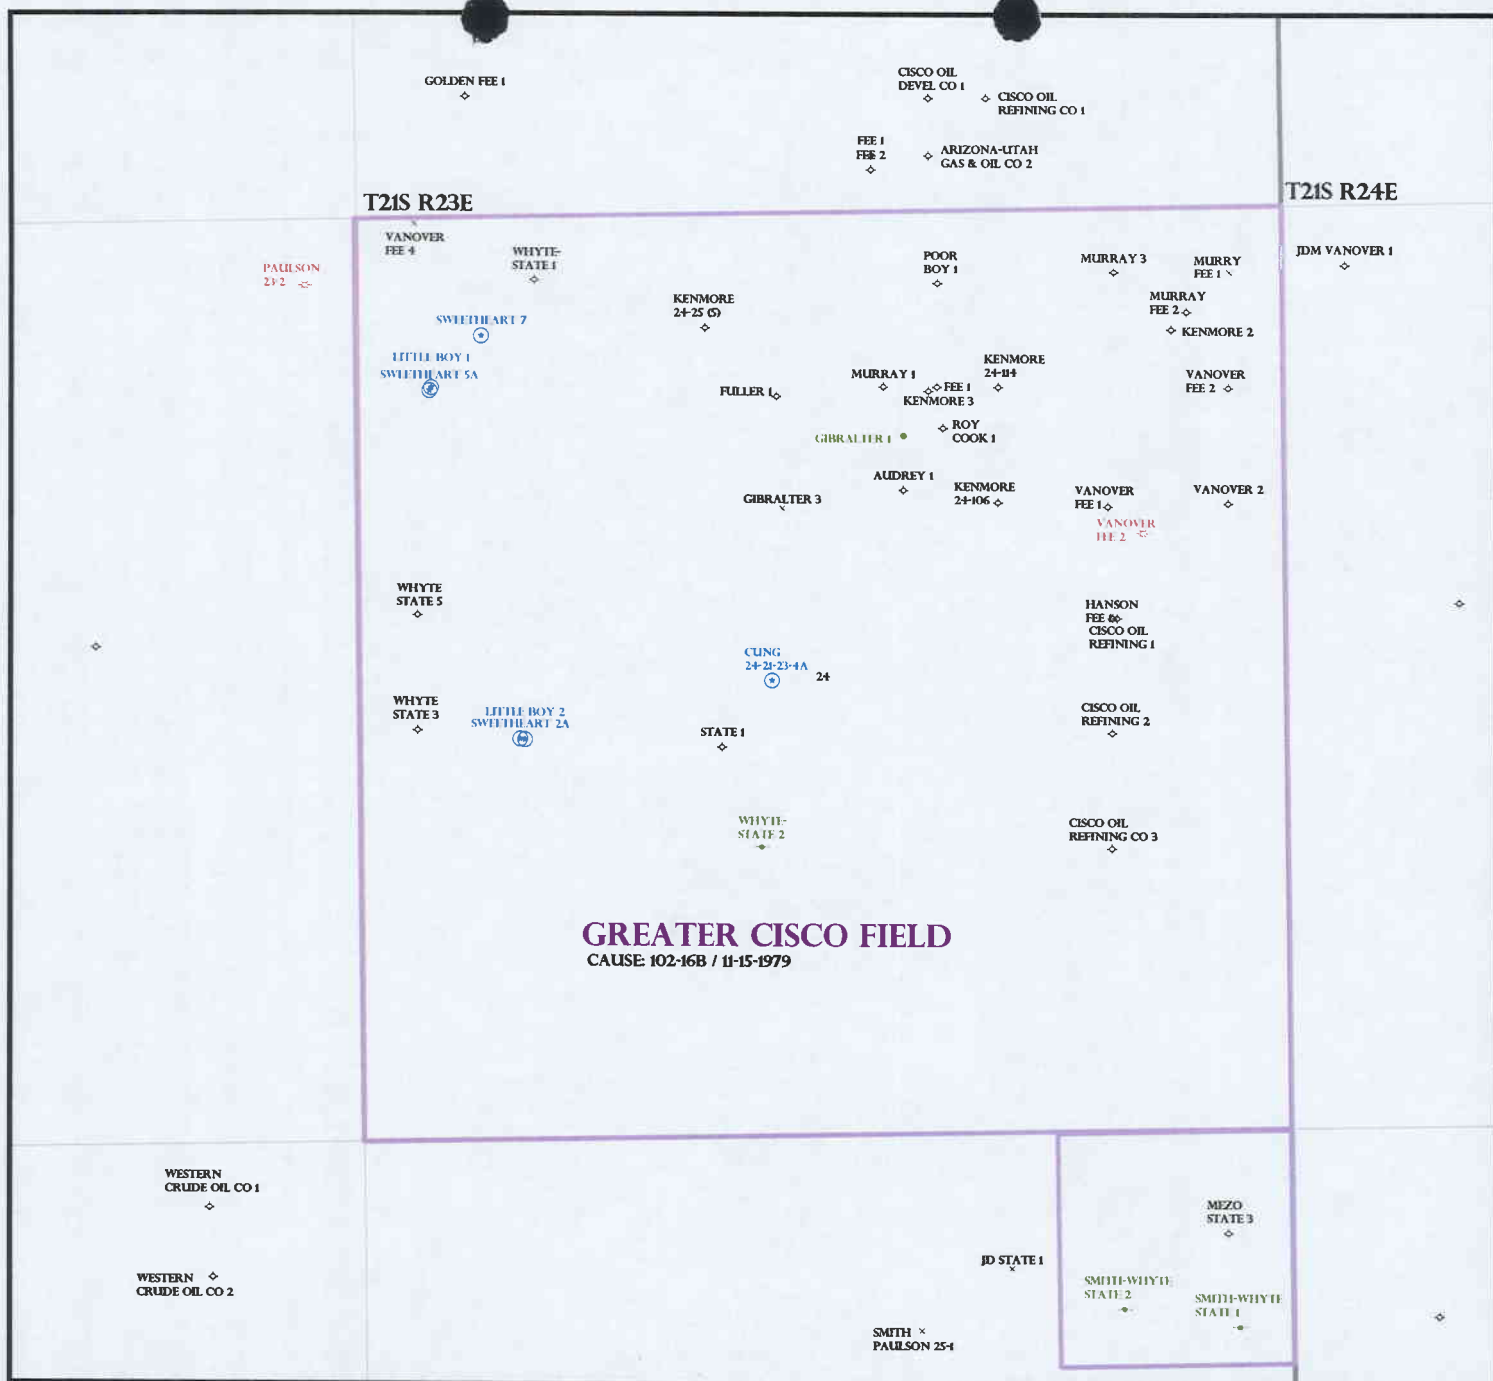 GOLDEN FEE 1
CISCO OIL
DEVEL CO 1
CISCO OIL
REFINING CO 1
FEE 1
FEE 2
ARIZONA-UTAH
GAS & OIL CO 2
T21S R23E
T21S R24E
VANOVER
FEE 4
WHYTE-
STATE 1
POOR
BOY 1
MURRAY 3
MURRY
FEE 1
JDM VANOVER 1
PAULSON
23-2
KENMORE
24-25 (5)
MURRAY
FEE 2
KENMORE 2
SWEETHEART 7
LITTLE BOY 1
SWEETHEART 5A
FULLER 1
MURRAY 1
FEE 1
KENMORE 3
KENMORE
24-114
VANOVER
FEE 2
GIBRALTER 1
ROY
COOK 1
AUDREY 1
GIBRALTER 3
KENMORE
24-106
VANOVER
FEE 1
VANOVER 2
VANOVER
FEE 2
WHYTE
STATE 5
HANSON
FEE
CISCO OIL
REFINING 1
CUNG
24-21-23-4A
24
WHYTE
STATE 3
LITTLE BOY 2
SWEETHEART 2A
STATE 1
CISCO OIL
REFINING 2
WHYTE-
STATE 2
CISCO OIL
REFINING CO 3
GREATER CISCO FIELD
CAUSE: 102-16B / 11-15-1979
WESTERN
CRUDE OIL CO 1
MEZO
STATE 3
WESTERN
CRUDE OIL CO 2
JD STATE 1
SMITH-WHYTE
STATE 2
SMITH-WHYTE
STATE 1
SMITH
PAULSON 25-1